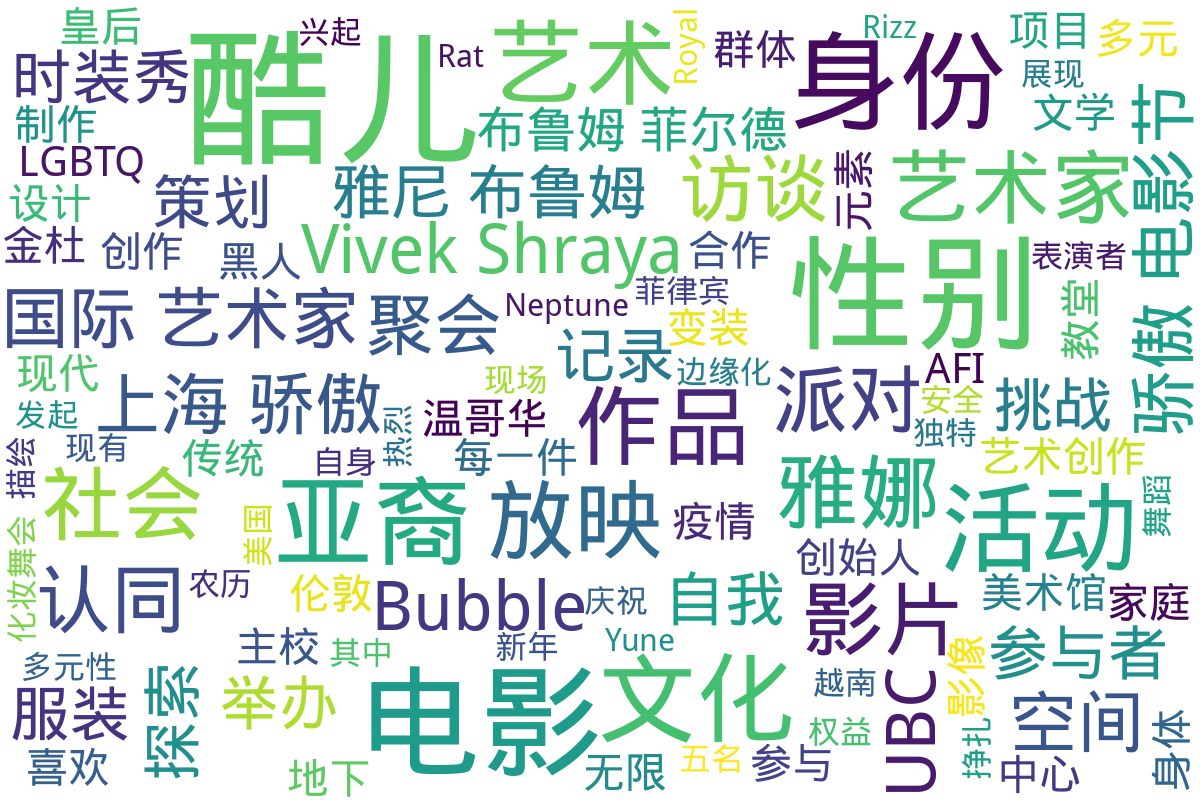 皇后
兴起
Rat
艺术
Royal
群体
Rizz
项目
多元
时装秀
酷儿
身份
展现
文学
电影节
制作
布鲁姆 菲尔德
LGBTQ
策划
雅尼 布鲁姆
访谈
元素
艺术家
设计
金杜
创作
黑人
Vivek Shraya
合作
性别
表演者
国际 艺术家
聚会
Neptune
菲律宾
变装
教堂
骄傲
现代
上海 骄傲
记录
边缘化
派对
AFI
挑战
发起
热烈
温哥华
现场
作品
安全
独特
描绘
现有
传统
自身
每一件
艺术创作
社会
美国
亚裔
放映
疫情
雅娜
活动
舞蹈
化妆舞会
认同
农历
伦敦
Bubble
庆祝
自我
创始人
影片
美术馆
家庭
多元性
主校
其中
新年
Yune
参与者
服装
探索
举办
电影
文化
越南
UBC
影像
空间
喜欢
地下
无限
五名
参与
权益
挣扎
中心
身体